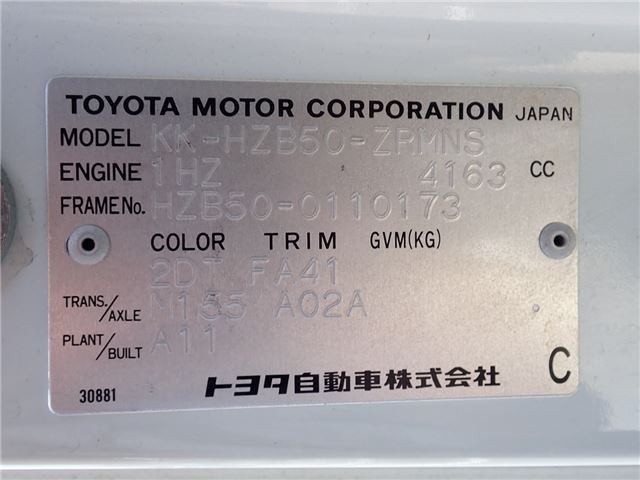 TOYOTA MOTOR CORPORATION JAPAN
MODEL KK-HZB50-ZRMNS
ENGINE 1HZ 4163 CC
FRAME No. HZB50-0110173
COLOR TRIM GVM(KG)
2DT FA41
TRANS./AXLE M155 A02A
PLANT/BUILT A11
30881 トヨタ自動車株式会社 C